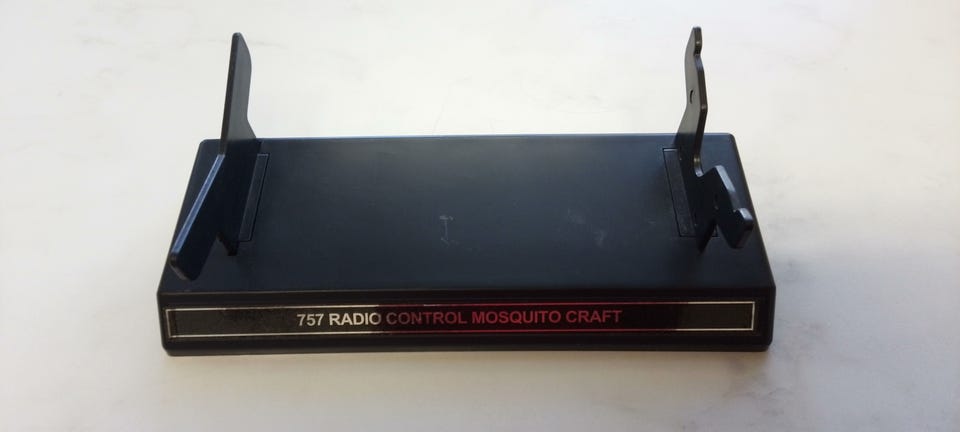 757 RADIO CONTROL MOSQUITO CRAFT